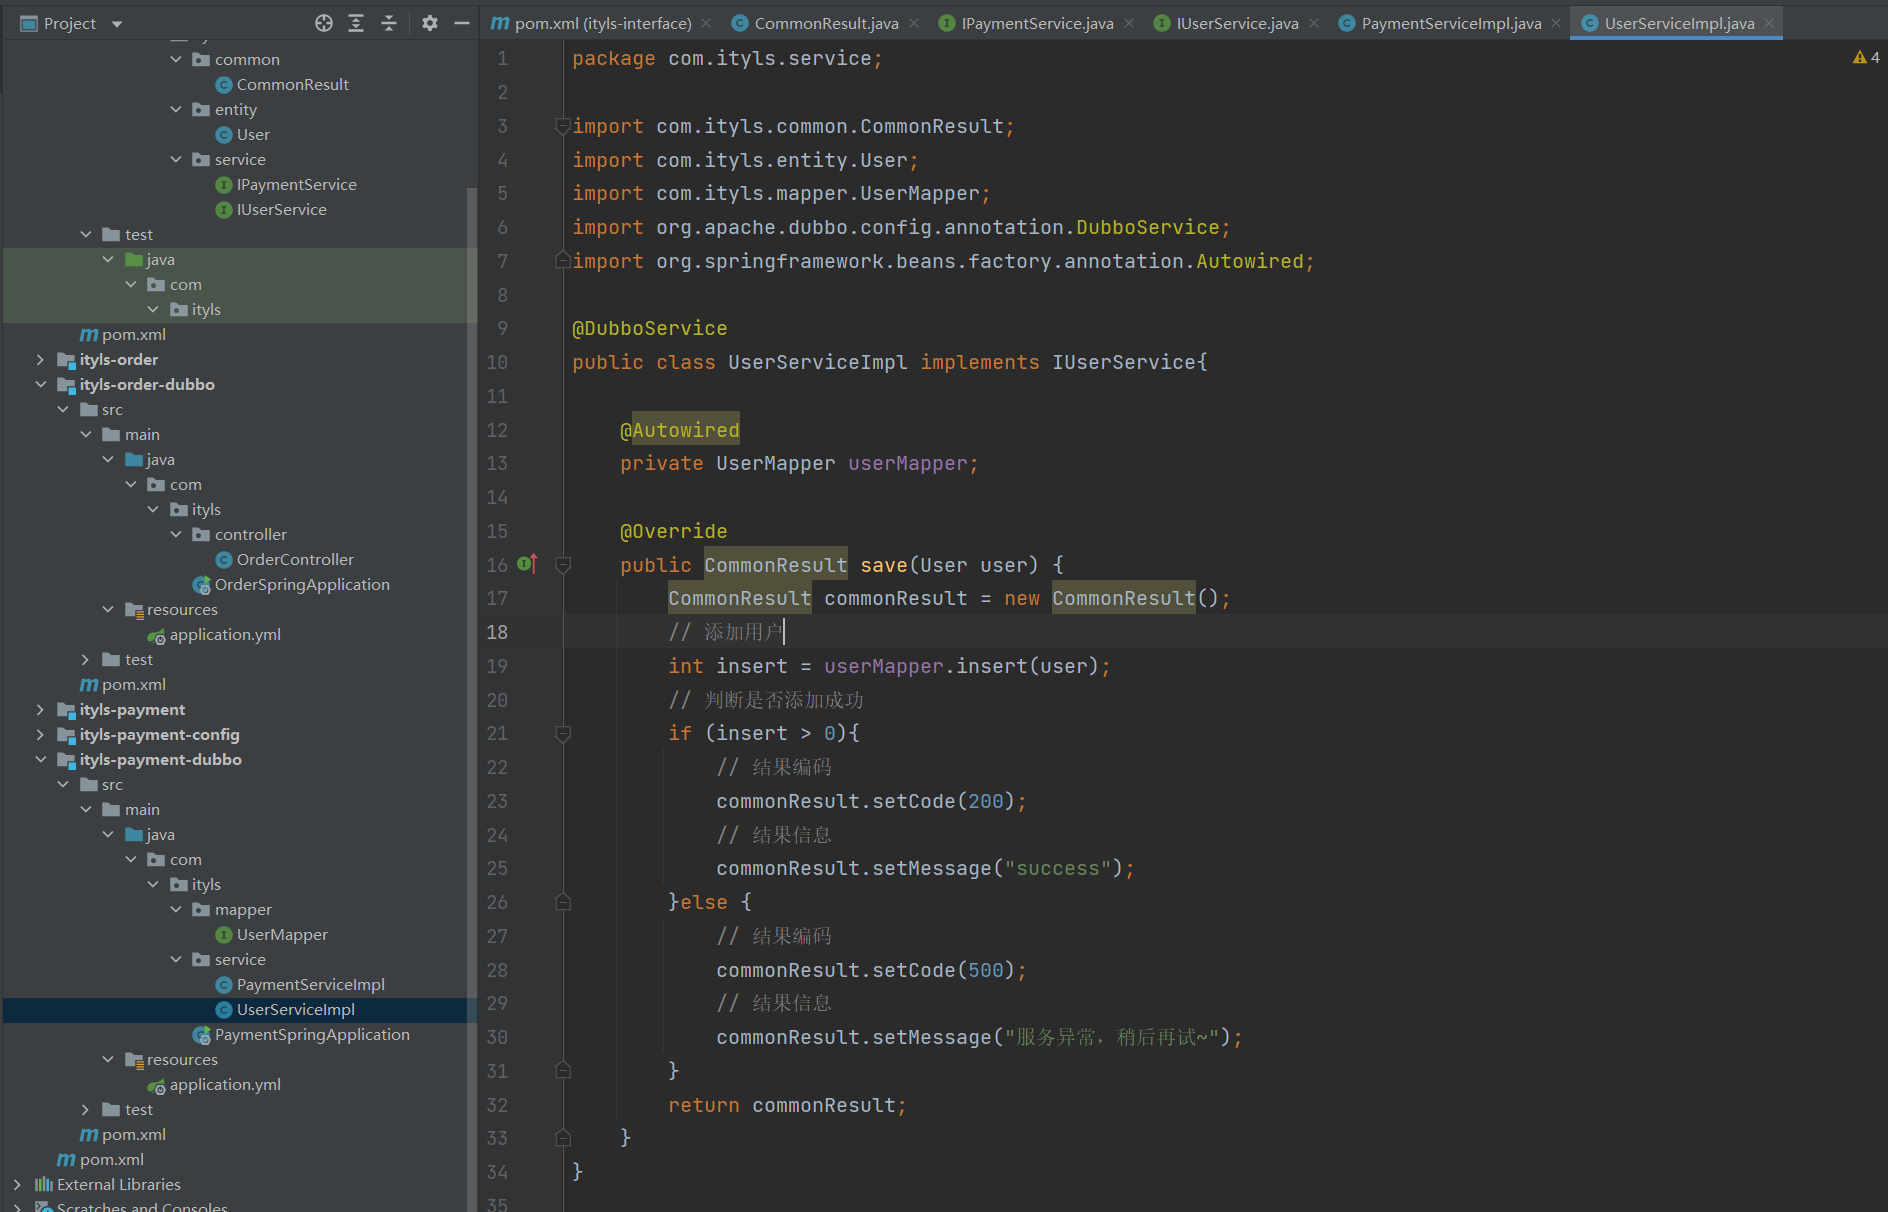 Project
common
CommonResult
entity
User
service
IPaymentService
IUserService
test
java
com
ityls
pom.xml
ityls-order
ityls-order-dubbo
src
main
java
com
ityls
controller
OrderController
OrderSpringApplication
resources
application.yml
test
pom.xml
ityls-payment
ityls-payment-config
ityls-payment-dubbo
src
main
java
com
ityls
mapper
UserMapper
service
PaymentServiceImpl
UserServiceImpl
PaymentSpringApplication
resources
application.yml
test
pom.xml
pom.xml
External Libraries
Scratches and Consoles
pom.xml (ityls-interface) CommonResult.java IPaymentService.java IUserService.java PaymentServiceImpl.java UserServiceImpl.java
4
1 package com.ityls.service;
2
3 import com.ityls.common.CommonResult;
4 import com.ityls.entity.User;
5 import com.ityls.mapper.UserMapper;
6 import org.apache.dubbo.config.annotation.DubboService;
7 import org.springframework.beans.factory.annotation.Autowired;
8
9 @DubboService
10 public class UserServiceImpl implements IUserService{
11
12 @Autowired
13 private UserMapper userMapper;
14
15 @Override
16 public CommonResult save(User user) {
17 CommonResult commonResult = new CommonResult();
18 // 添加用户
19 int insert = userMapper.insert(user);
20 // 判断是否添加成功
21 if (insert > 0){
22 // 结果编码
23 commonResult.setCode(200);
24 // 结果信息
25 commonResult.setMessage("success");
26 }else {
27 // 结果编码
28 commonResult.setCode(500);
29 // 结果信息
30 commonResult.setMessage("服务异常，稍后再试~");
31 }
32 return commonResult;
33 }
34 }
35